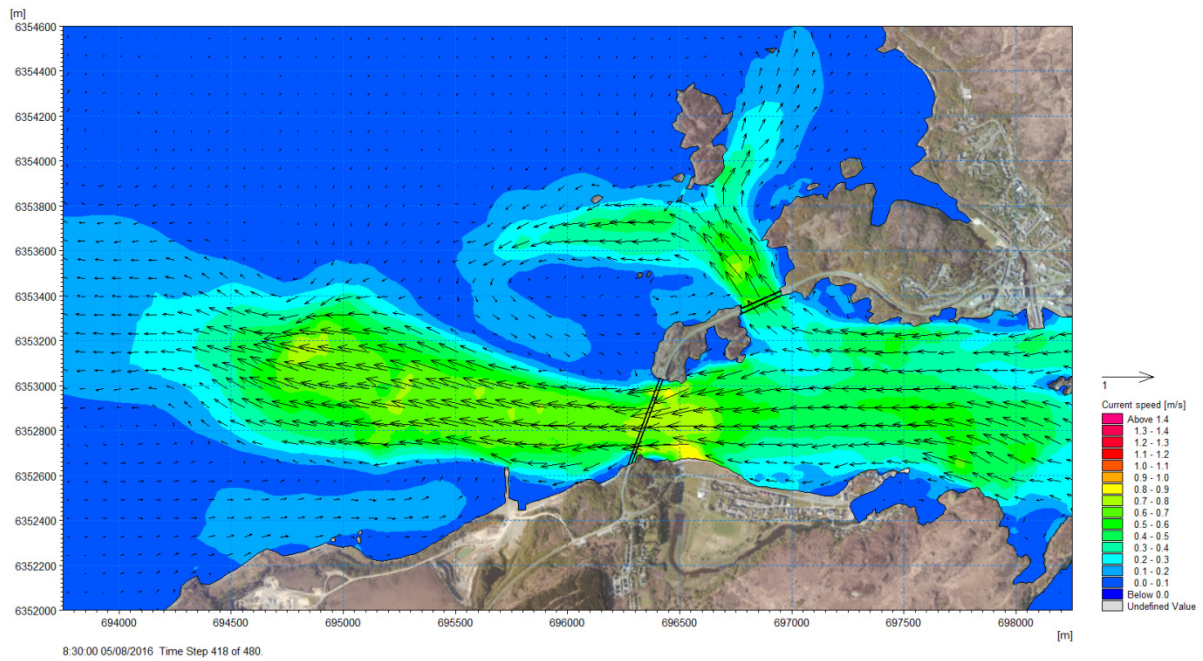 [m]
6354600
6354400
6354200
6354000
6353800
6353600
6353400
6353200
6353000
6352800
6352600
6352400
6352200
6352000
694000 694500 695000 695500 696000 696500 697000 697500 698000
[m]
1
Current speed [m/s]
Above 1.4
1.3 - 1.4
1.2 - 1.3
1.1 - 1.2
1.0 - 1.1
0.9 - 1.0
0.8 - 0.9
0.7 - 0.8
0.6 - 0.7
0.5 - 0.6
0.4 - 0.5
0.3 - 0.4
0.2 - 0.3
0.1 - 0.2
0.0 - 0.1
Below 0.0
Undefined Value
8:30:00 05/08/2016 Time Step 418 of 480.